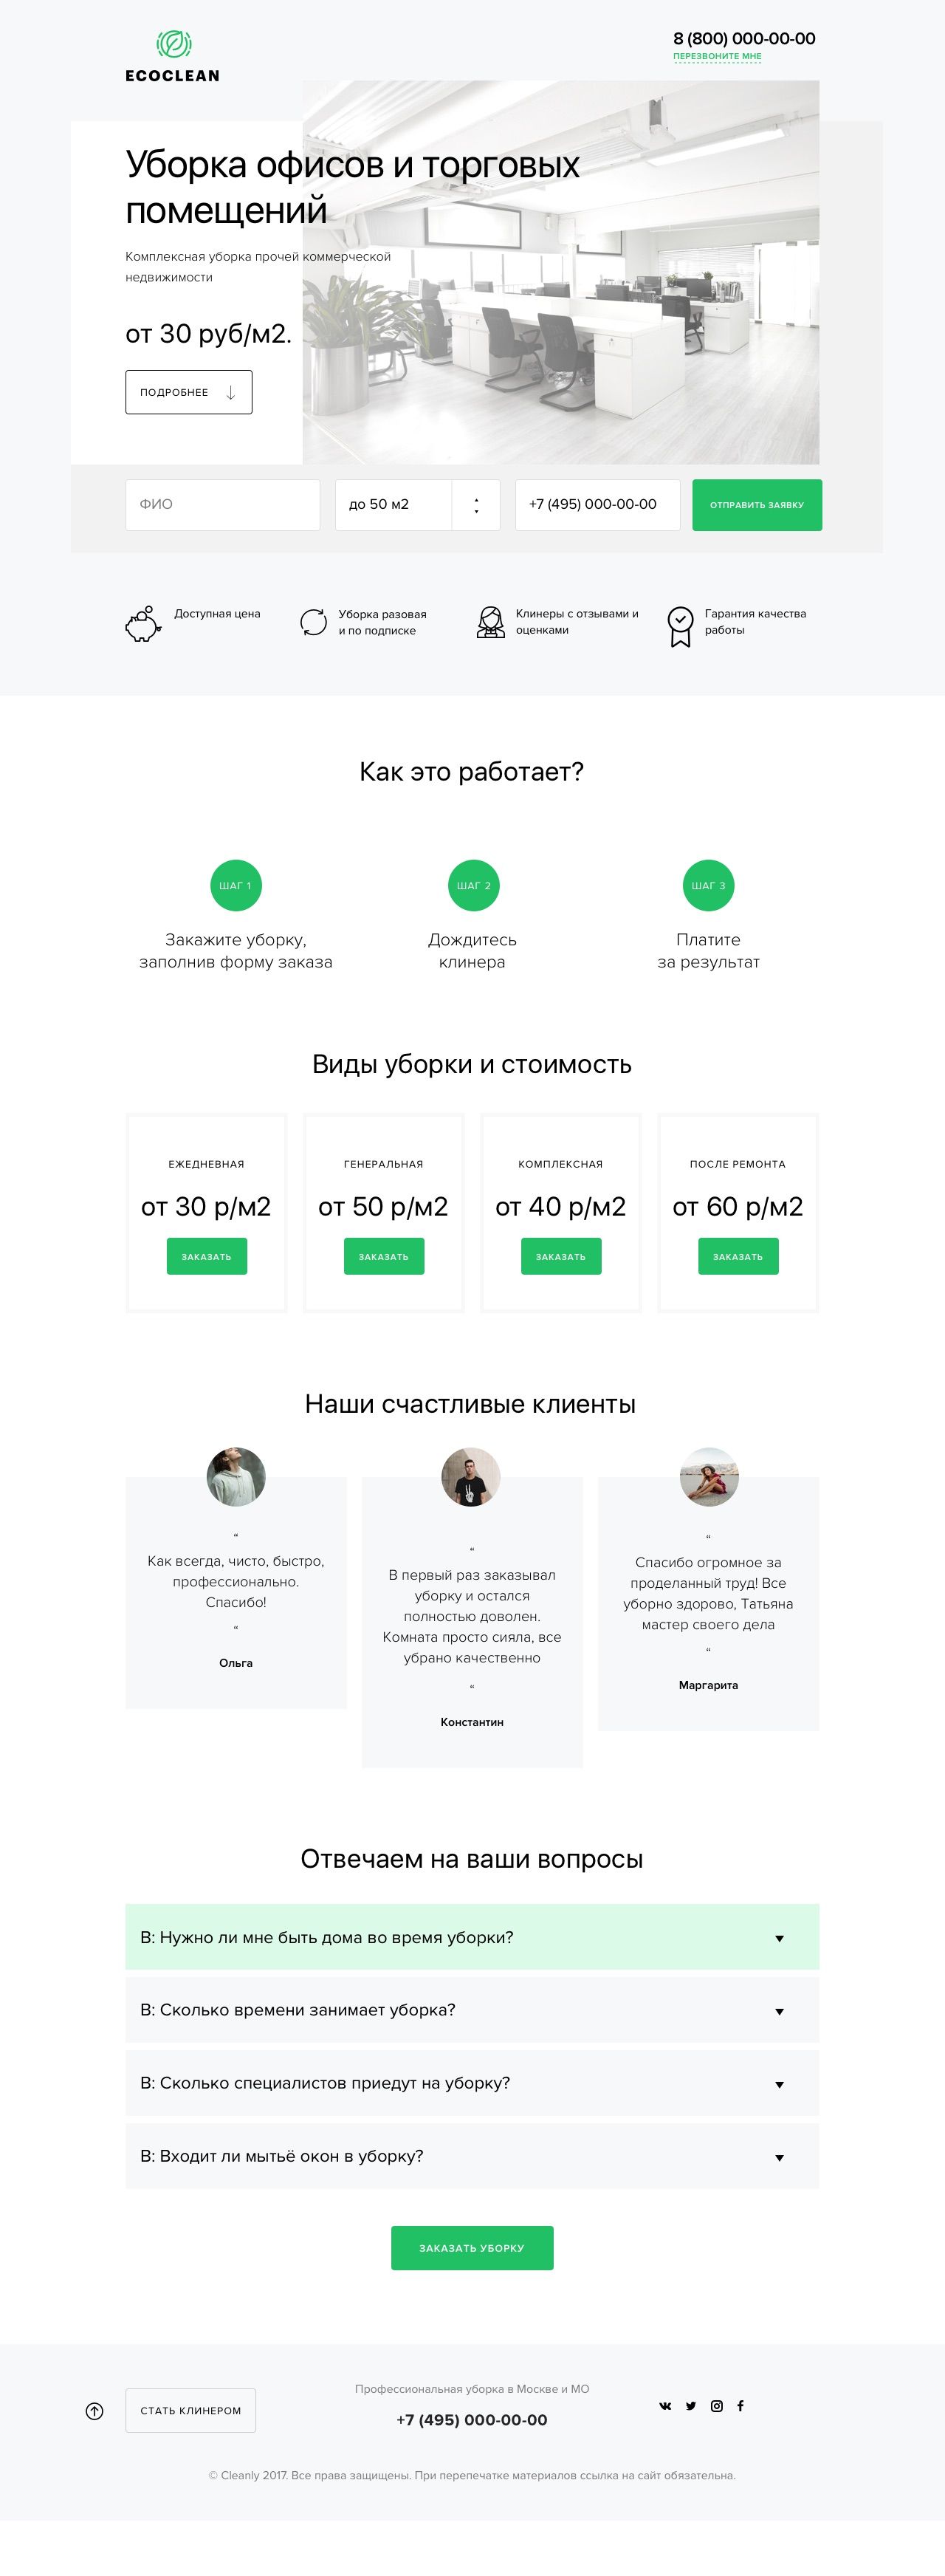 ECOCLEAN
8 (800) 000-00-00
ПЕРЕЗВОНИТЕ МНЕ
Уборка офисов и торговых
помещений
Комплексная уборка прочей коммерческой
недвижимости
от 30 руб/м2.
ПОДРОБНЕЕ
ФИО
до 50 м2
+7 (495) 000-00-00
ОТПРАВИТЬ ЗАЯВКУ
Доступная цена
Уборка разовая
и по подписке
Клинеры с отзывами и
оценками
Гарантия качества
работы
Как это работает?
ШАГ 1
Закажите уборку,
заполнив форму заказа
ШАГ 2
Дождитесь
клинера
ШАГ 3
Платите
за результат
Виды уборки и стоимость
ЕЖЕДНЕВНАЯ
от 30 р/м2
ЗАКАЗАТЬ
ГЕНЕРАЛЬНАЯ
от 50 р/м2
ЗАКАЗАТЬ
КОМПЛЕКСНАЯ
от 40 р/м2
ЗАКАЗАТЬ
ПОСЛЕ РЕМОНТА
от 60 р/м2
ЗАКАЗАТЬ
Наши счастливые клиенты
“
Как всегда, чисто, быстро,
профессионально.
Спасибо!
“
Ольга
“
В первый раз заказывал
уборку и остался
полностью доволен.
Комната просто сияла, все
убрано качественно
“
Константин
“
Спасибо огромное за
проделанный труд! Все
уборно здорово, Татьяна
мастер своего дела
“
Маргарита
Отвечаем на ваши вопросы
В: Нужно ли мне быть дома во время уборки?
В: Сколько времени занимает уборка?
В: Сколько специалистов приедут на уборку?
В: Входит ли мытьё окон в уборку?
ЗАКАЗАТЬ УБОРКУ
СТАТЬ КЛИНЕРОМ
Профессиональная уборка в Москве и МО
+7 (495) 000-00-00
© Cleanly 2017. Все права защищены. При перепечатке материалов ссылка на сайт обязательна.